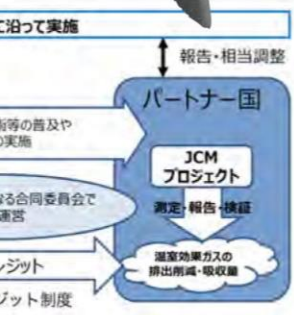 に沿って実施
報告・相当調整
パートナー国
術等の普及や
の実施
JCM
プロジェクト
なる合同委員会で
運営
測定・報告・検証
レジット
温室効果ガスの
排出削減・吸収量
ジット制度